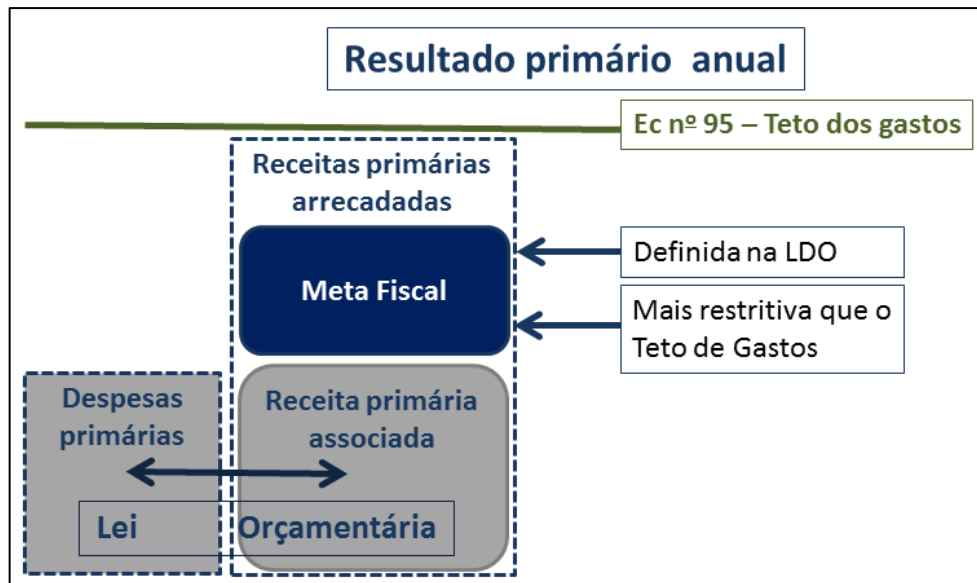 Resultado primário anual
Ec nº 95 – Teto dos gastos
Receitas primárias
arrecadadas
Definida na LDO
Meta Fiscal
Mais restritiva que o
Teto de Gastos
Despesas
primárias
Receita primária
associada
Lei Orçamentária